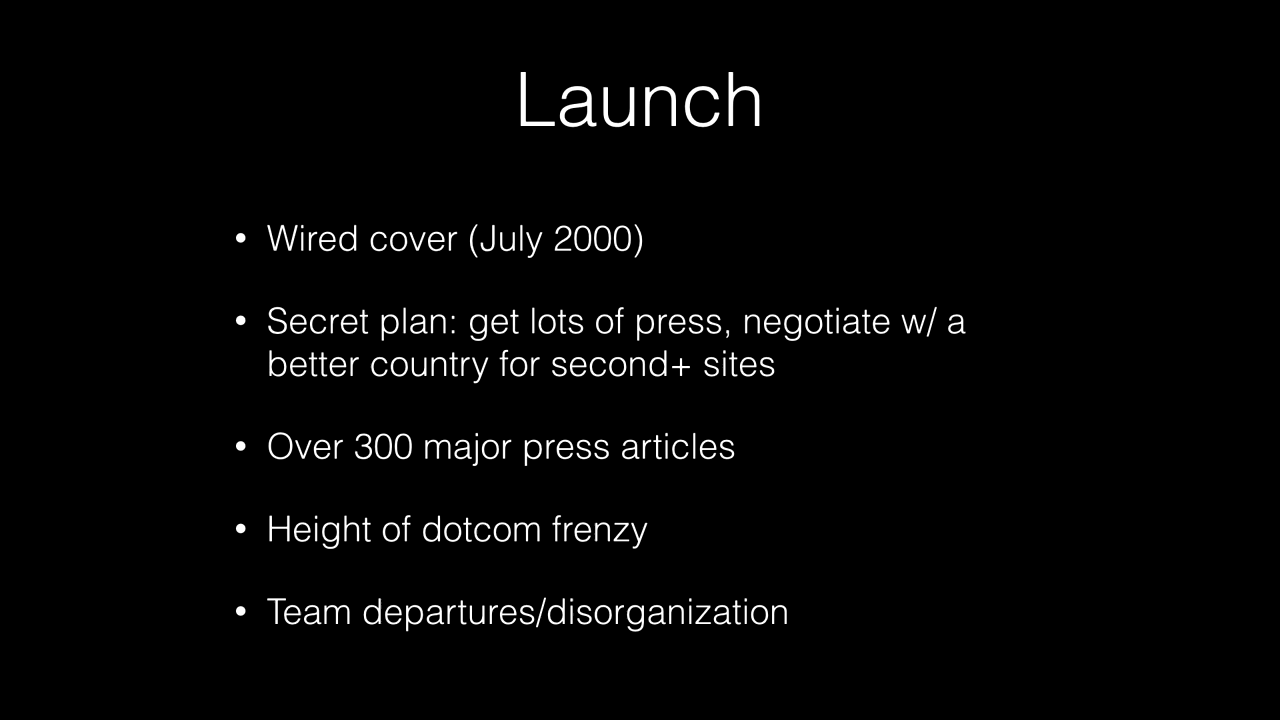 Launch
• Wired cover (July 2000)
• Secret plan: get lots of press, negotiate w/ a
better country for second+ sites
• Over 300 major press articles
• Height of dotcom frenzy
• Team departures/disorganization